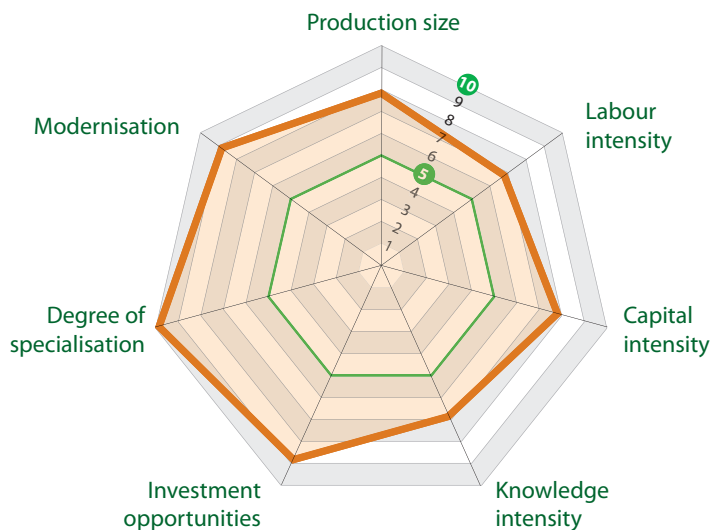 Production size
10
9
8
7
6
5
4
3
2
1
Labour
intensity
Modernisation
Capital
intensity
Degree of
specialisation
Knowledge
intensity
Investment
opportunities